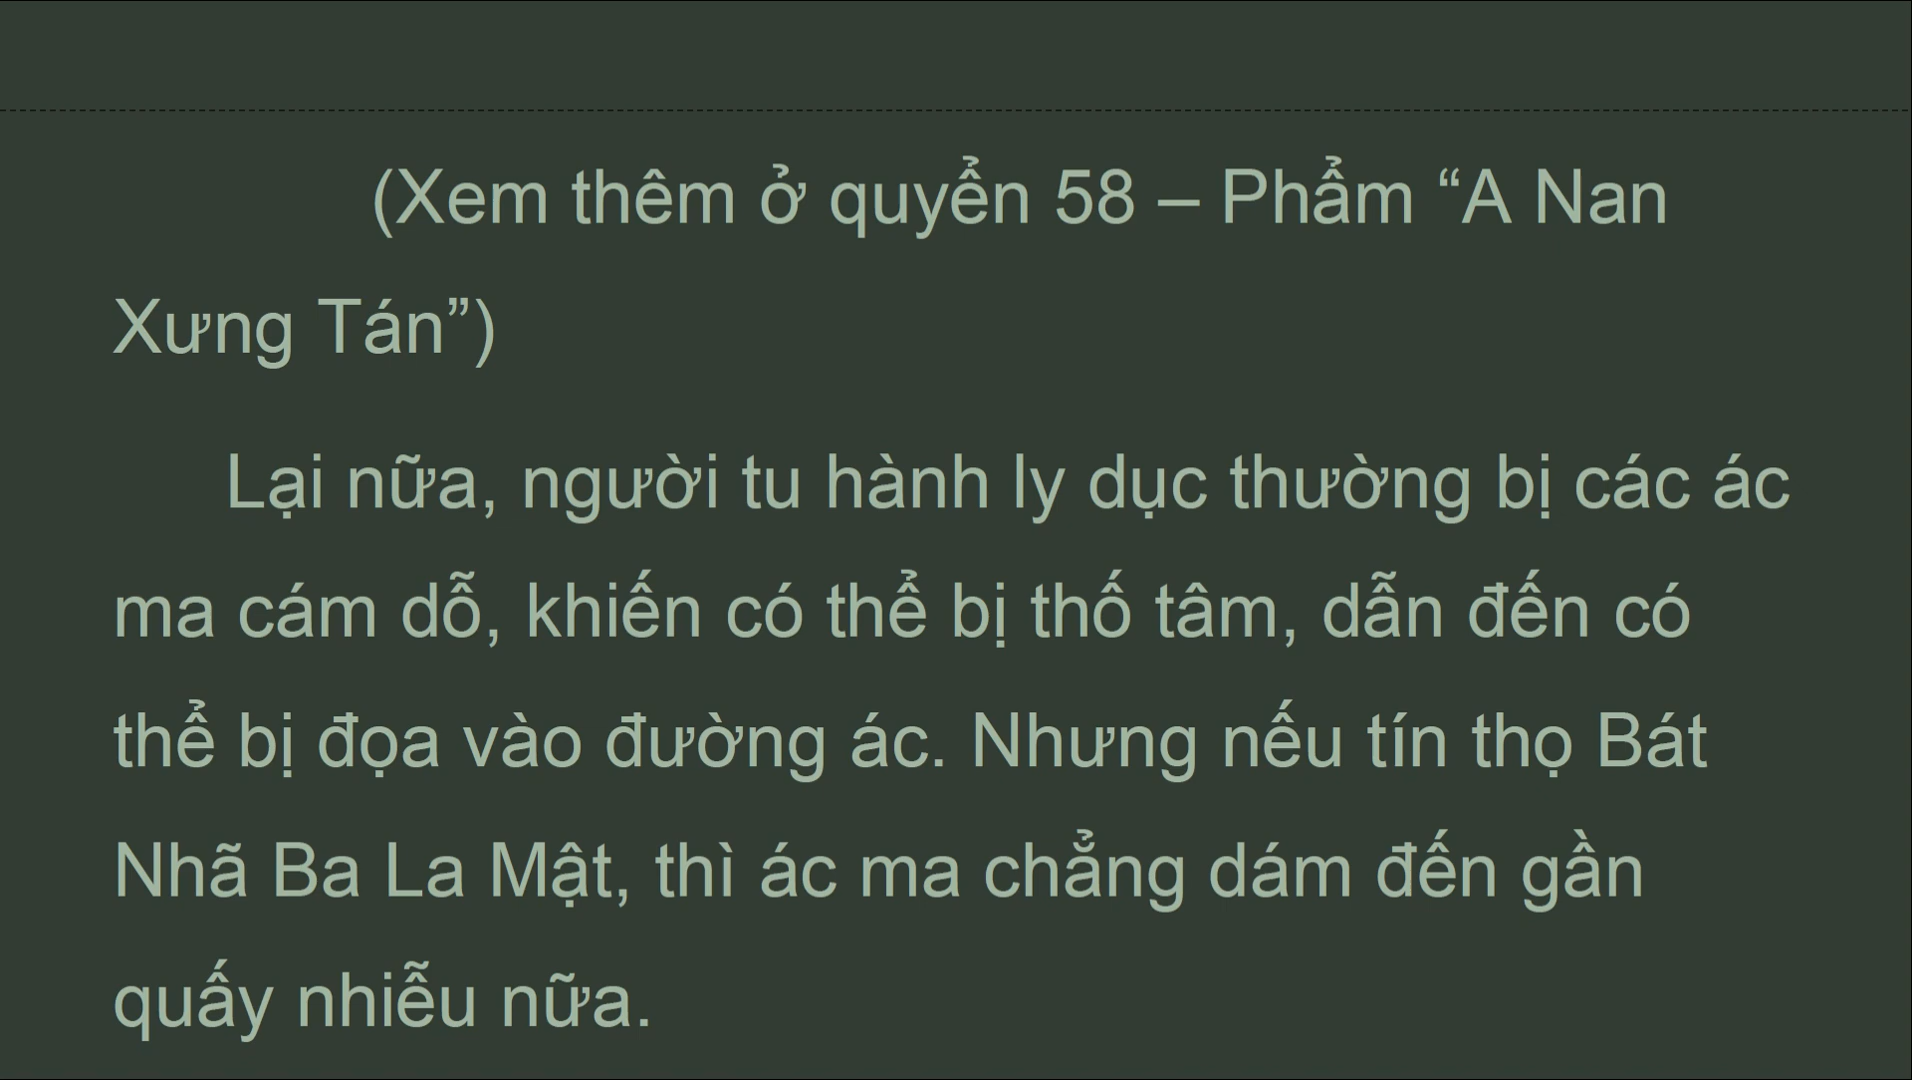 (Xem thêm ở quyển 58 – Phẩm “A Nan
Xưng Tán”)
Lại nữa, người tu hành ly dục thường bị các ác
ma cám dỗ, khiến có thể bị thố tâm, dẫn đến có
thể bị đọa vào đường ác. Nhưng nếu tín thọ Bát
Nhã Ba La Mật, thì ác ma chẳng dám đến gần
quấy nhiễu nữa.